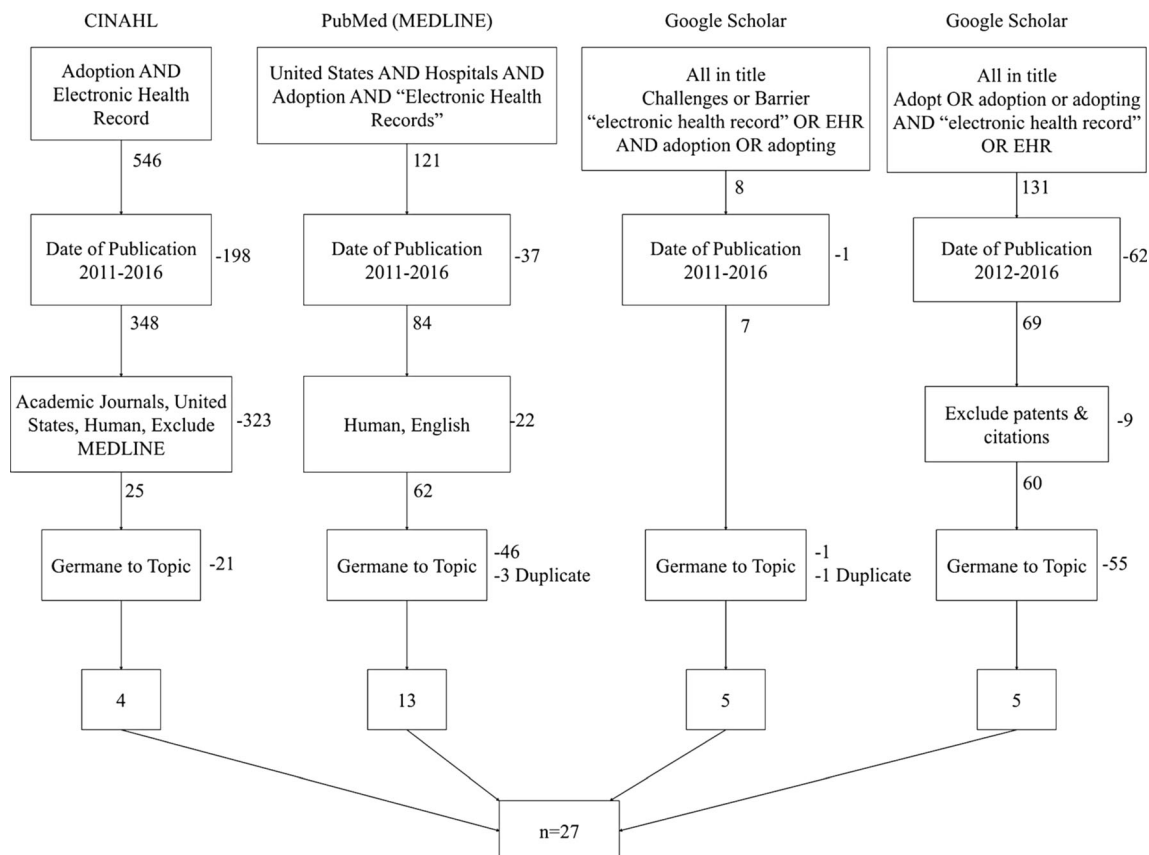 CINAHL
Adoption AND
Electronic Health
Record
546
Date of Publication
2011-2016
-198
348
Academic Journals, United
States, Human, Exclude
MEDLINE
-323
25
Germane to Topic
-21
4
PubMed (MEDLINE)
United States AND Hospitals AND
Adoption AND “Electronic Health
Records”
121
Date of Publication
2011-2016
-37
84
Human, English
-22
62
Germane to Topic
-46
-3 Duplicate
13
Google Scholar
All in title
Challenges or Barrier
“electronic health record” OR EHR
AND adoption OR adopting
8
Date of Publication
2011-2016
-1
7
Germane to Topic
-1
-1 Duplicate
5
Google Scholar
All in title
Adopt OR adoption or adopting
AND “electronic health record”
OR EHR
131
Date of Publication
2012-2016
-62
69
Exclude patents &
citations
-9
60
Germane to Topic
-55
5
n=27